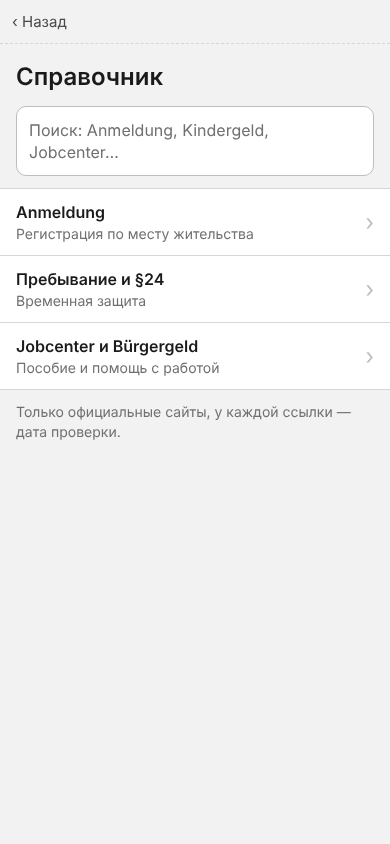 ‹ Назад
Справочник
Поиск: Anmeldung, Kindergeld,
Jobcenter...
Anmeldung
Регистрация по месту жительства
Пребывание и §24
Временная защита
Jobcenter и Bürgergeld
Пособие и помощь с работой
Только официальные сайты, у каждой ссылки —
дата проверки.